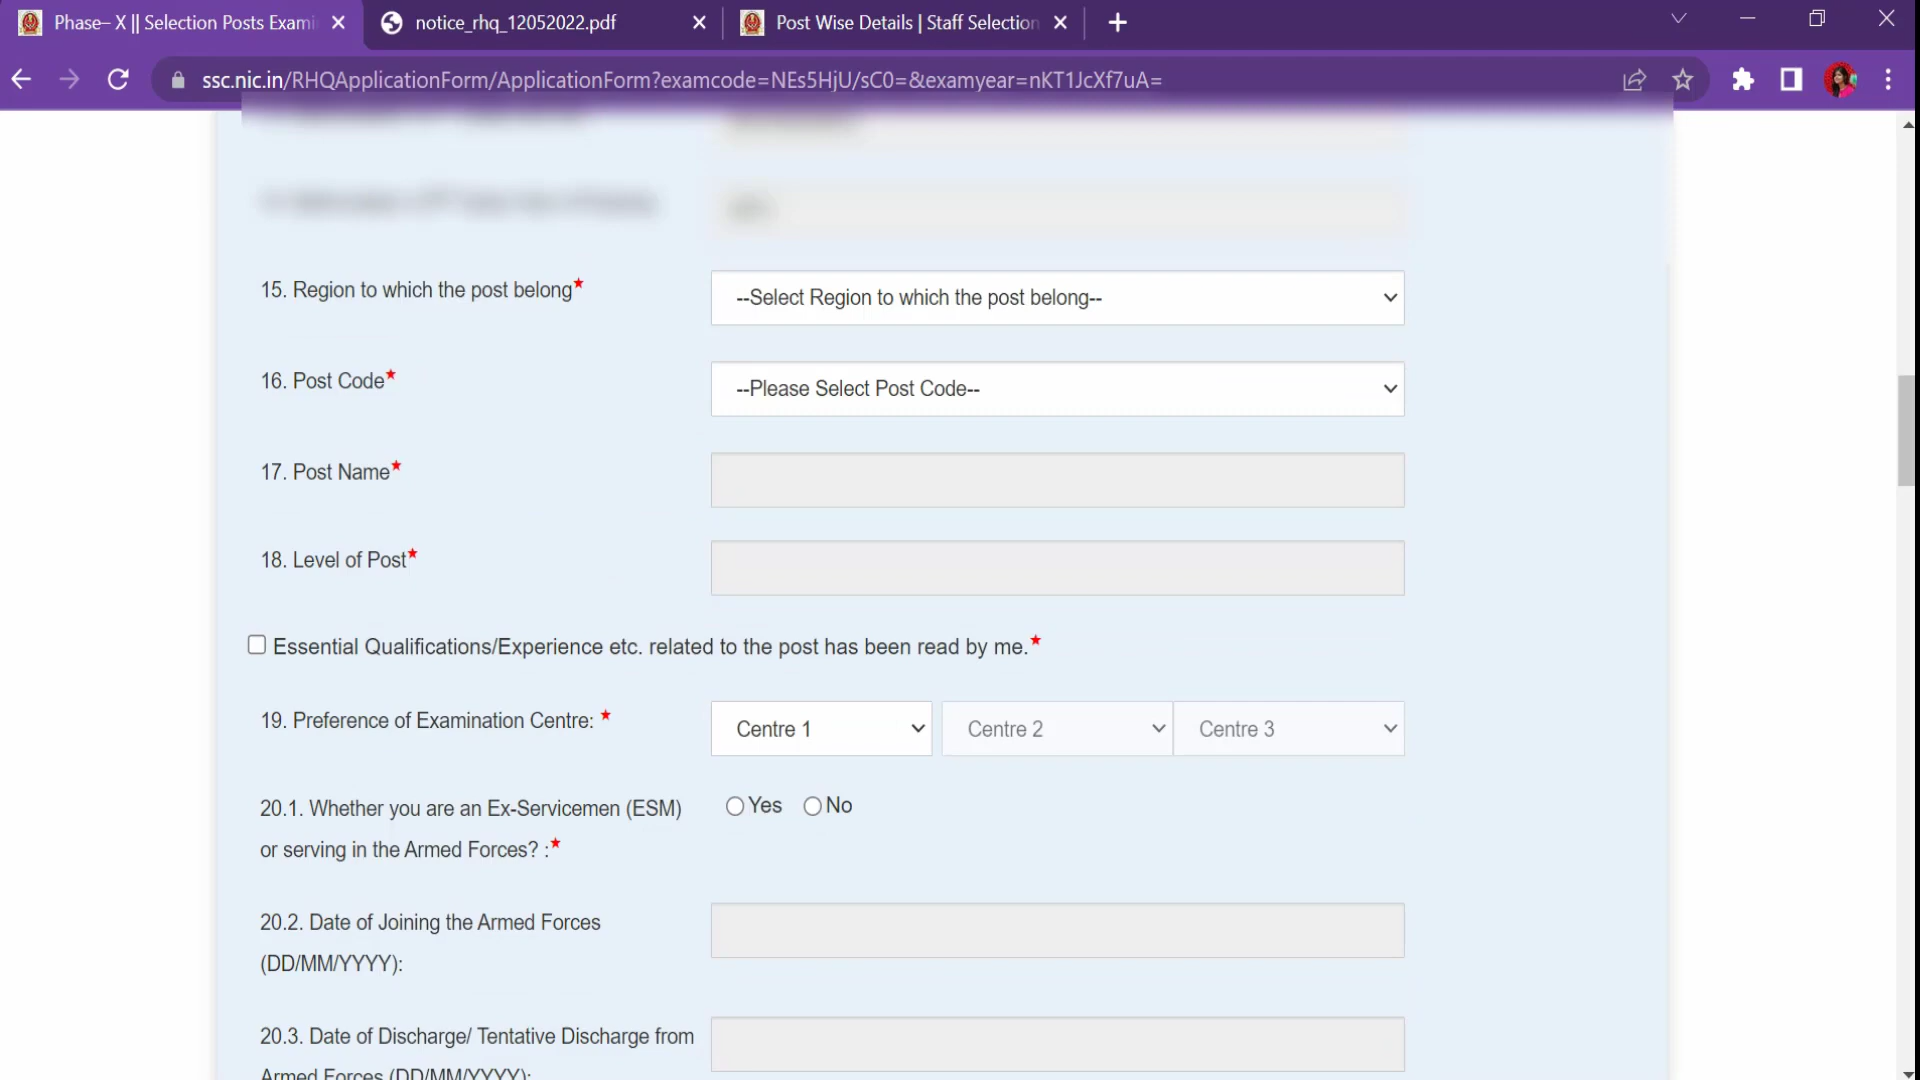 Phase– X || Selection Posts Exami
notice_rhq_12052022.pdf
Post Wise Details | Staff Selection
ssc.nic.in/RHQApplicationForm/ApplicationForm?examcode=NEs5HjU/sC0=&examyear=nKT1JcXf7uA=
15. Region to which the post belong*
--Select Region to which the post belong--
16. Post Code*
--Please Select Post Code--
17. Post Name*
18. Level of Post*
Essential Qualifications/Experience etc. related to the post has been read by me.*
19. Preference of Examination Centre: *
Centre 1
Centre 2
Centre 3
20.1. Whether you are an Ex-Servicemen (ESM)
or serving in the Armed Forces? :*
Yes
No
20.2. Date of Joining the Armed Forces
(DD/MM/YYYY):
20.3. Date of Discharge/ Tentative Discharge from
Armed Forces (DD/MM/YYYY):